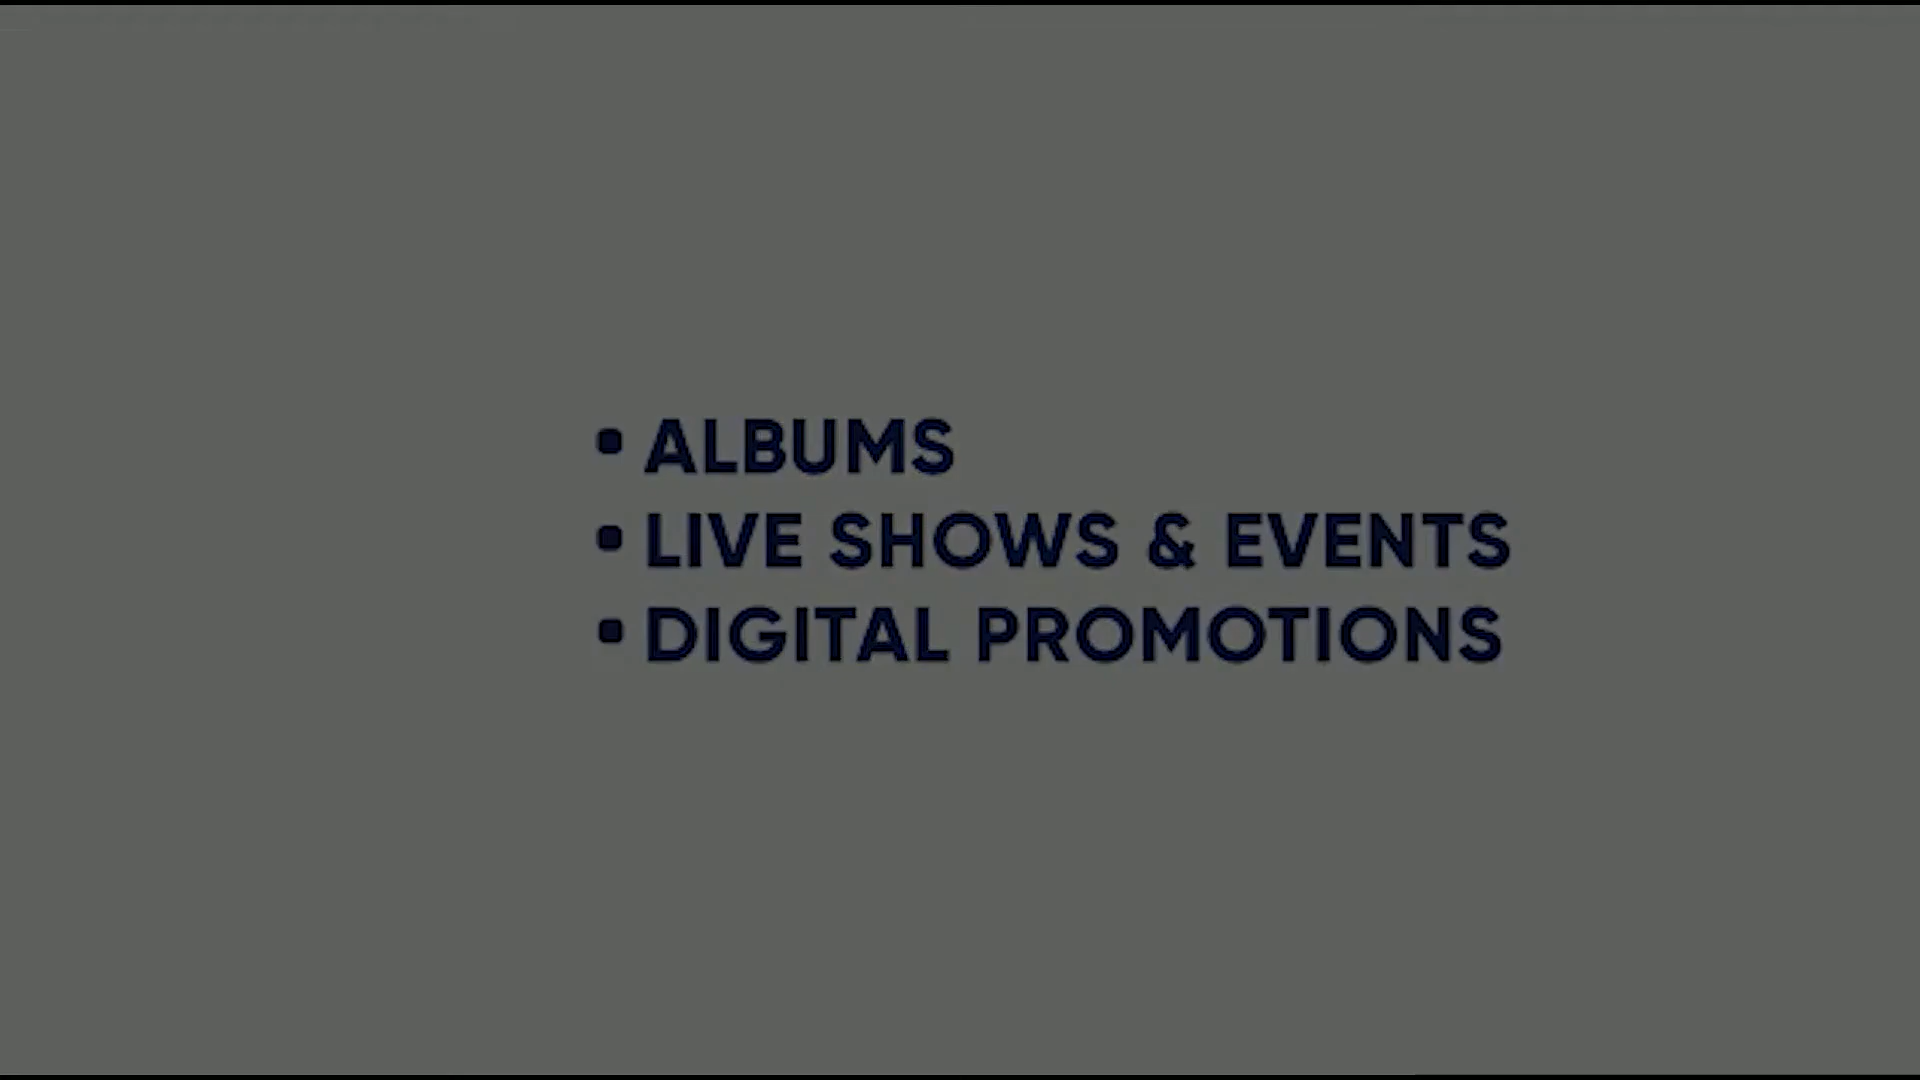 • ALBUMS
• LIVE SHOWS & EVENTS
• DIGITAL PROMOTIONS